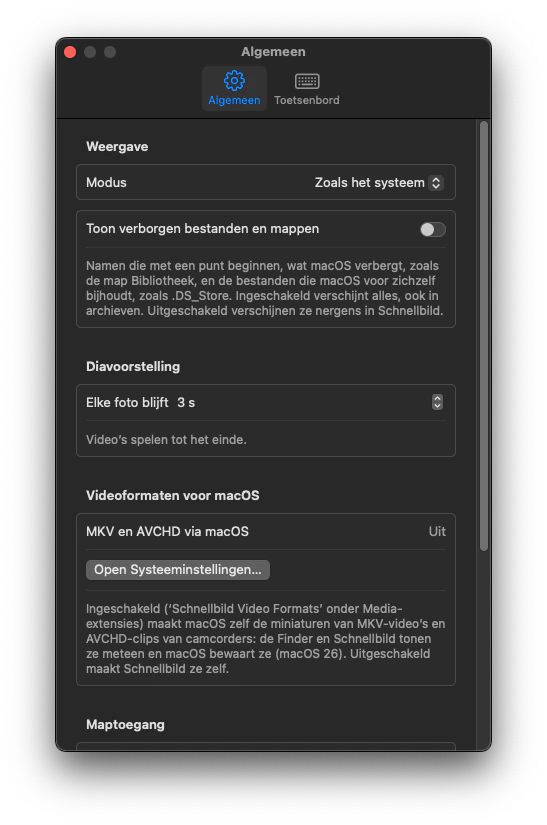 Algemeen
Algemeen
Toetsenbord
Weergave
Modus
Zoals het systeem
Toon verborgen bestanden en mappen
Namen die met een punt beginnen, wat macOS verbergt, zoals
de map Bibliotheek, en de bestanden die macOS voor zichzelf
bijhoudt, zoals .DS_Store. Ingeschakeld verschijnt alles, ook in
archieven. Uitgeschakeld verschijnen ze nergens in Schnellbild.
Diavoorstelling
Elke foto blijft 3 s
Video’s spelen tot het einde.
Videoformaten voor macOS
MKV en AVCHD via macOS
Uit
Open Systeeminstellingen...
Ingeschakeld (‘Schnellbild Video Formats’ onder Media-
extensies) maakt macOS zelf de miniaturen van MKV-video’s en
AVCHD-clips van camcorders: de Finder en Schnellbild tonen
ze meteen en macOS bewaart ze (macOS 26). Uitgeschakeld
maakt Schnellbild ze zelf.
Maptoegang